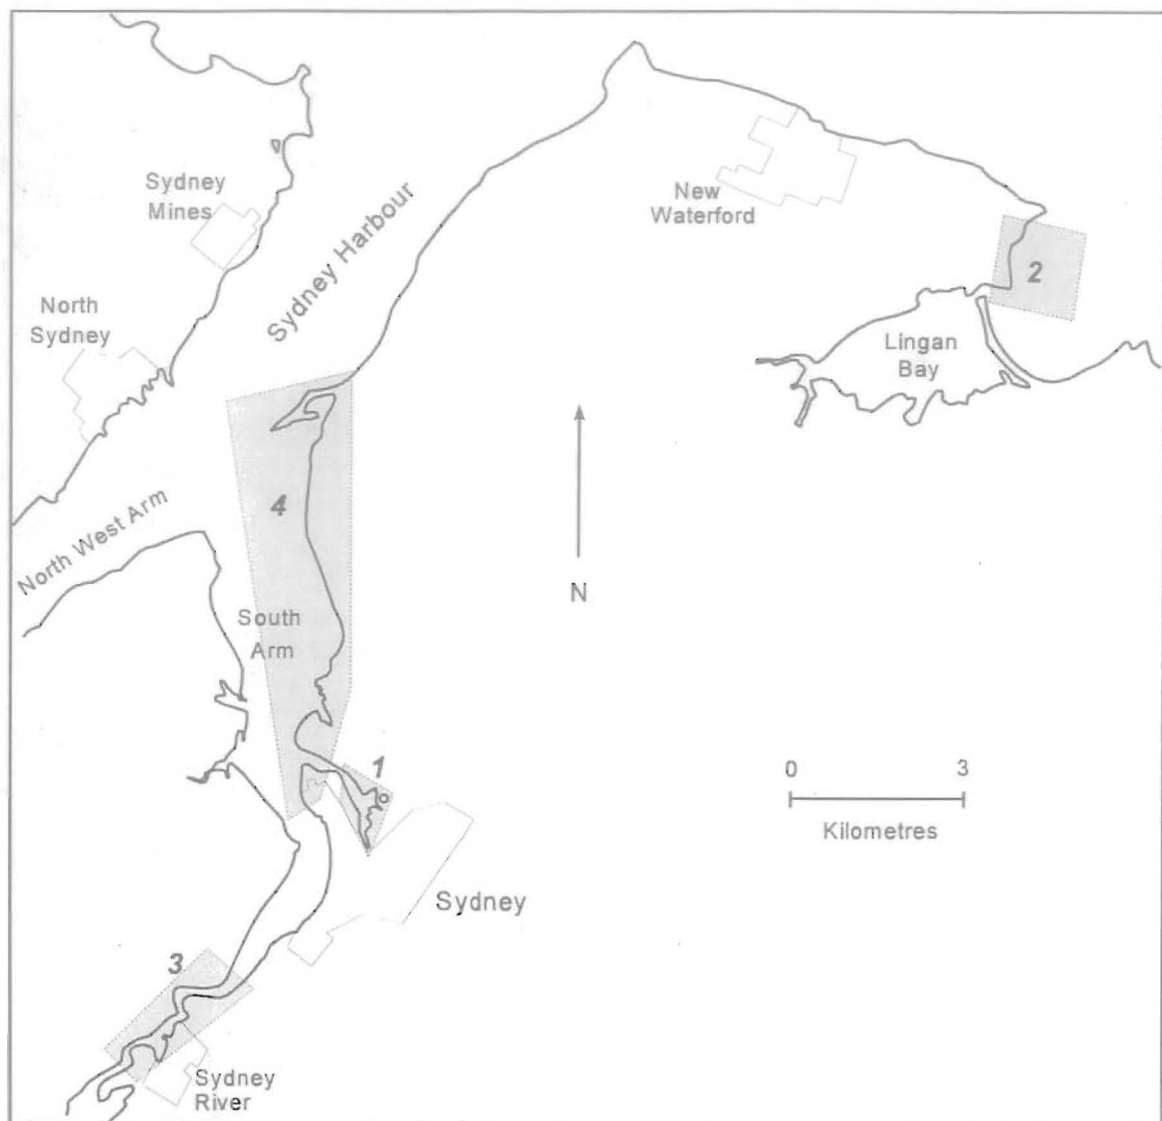 Sydney
Mines
Sydney Harbour
New
Waterford
2
North
Sydney
Lingan
Bay
4
North West Arm
N
South
Arm
1
0 3
Kilometres
Sydney
3
Sydney
River